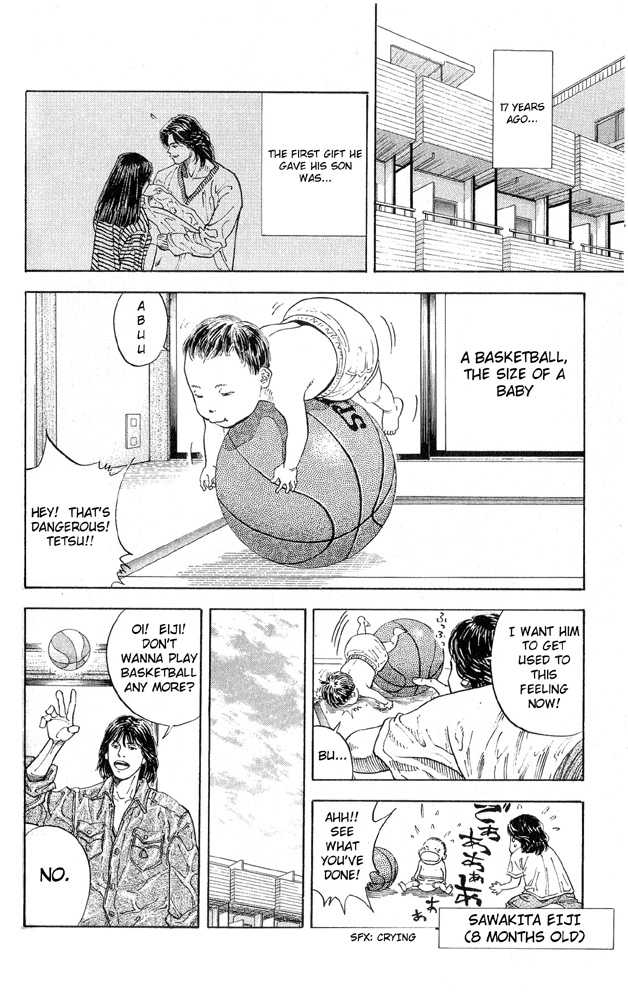 17 YEARS
AGO...
THE FIRST GIFT HE
GAVE HIS SON
WAS...
A
B
U
U
A BASKETBALL,
THE SIZE OF A
BABY
SP
HEY! THAT'S
DANGEROUS!
TETSU!!
I WANT HIM
TO GET
USED TO
THIS
FEELING
NOW!
BU...
AHH!!
SEE
WHAT
YOU'VE
DONE!
SAWAKITA EIJI
(8 MONTHS OLD)
SFX: CRYING
OI! EIJI!
DON'T
WANNA PLAY
BASKETBALL
ANY MORE?
NO.